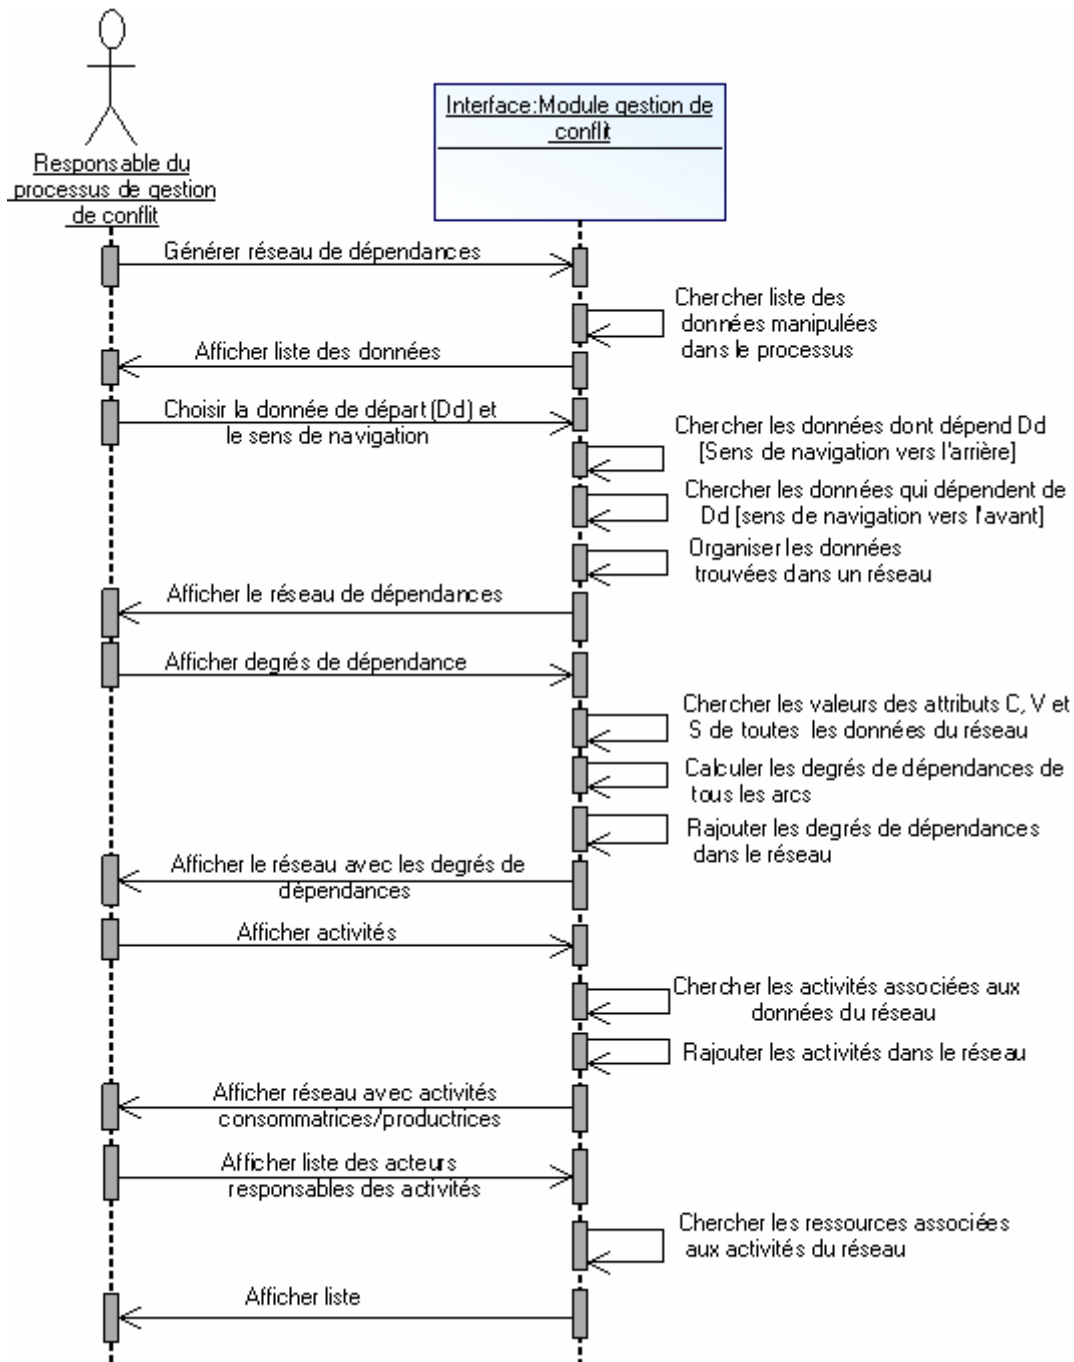 Interface:Module gestion de
conflit
Responsable du
processus de gestion
de conflit
Générer réseau de dépendances
Chercher liste des
données manipulées
dans le processus
Afficher liste des données
Choisir la donnée de départ (Dd) et
le sens de navigation
Chercher les données dont dépend Dd
[Sens de navigation vers l'arrière]
Chercher les données qui dépendent de
Dd [sens de navigation vers l'avant]
Organiser les données
trouvées dans un réseau
Afficher le réseau de dépendances
Afficher degrés de dépendance
Chercher les valeurs des attributs C, V et
S de toutes les données du réseau
Calculer les degrés de dépendances de
tous les arcs
Rajouter les degrés de dépendances
dans le réseau
Afficher le réseau avec les degrés de
dépendances
Afficher activités
Chercher les activités associées aux
données du réseau
Rajouter les activités dans le réseau
Afficher réseau avec activités
consommatrices/productrices
Afficher liste des acteurs
responsables des activités
Chercher les ressources associées
aux activités du réseau
Afficher liste